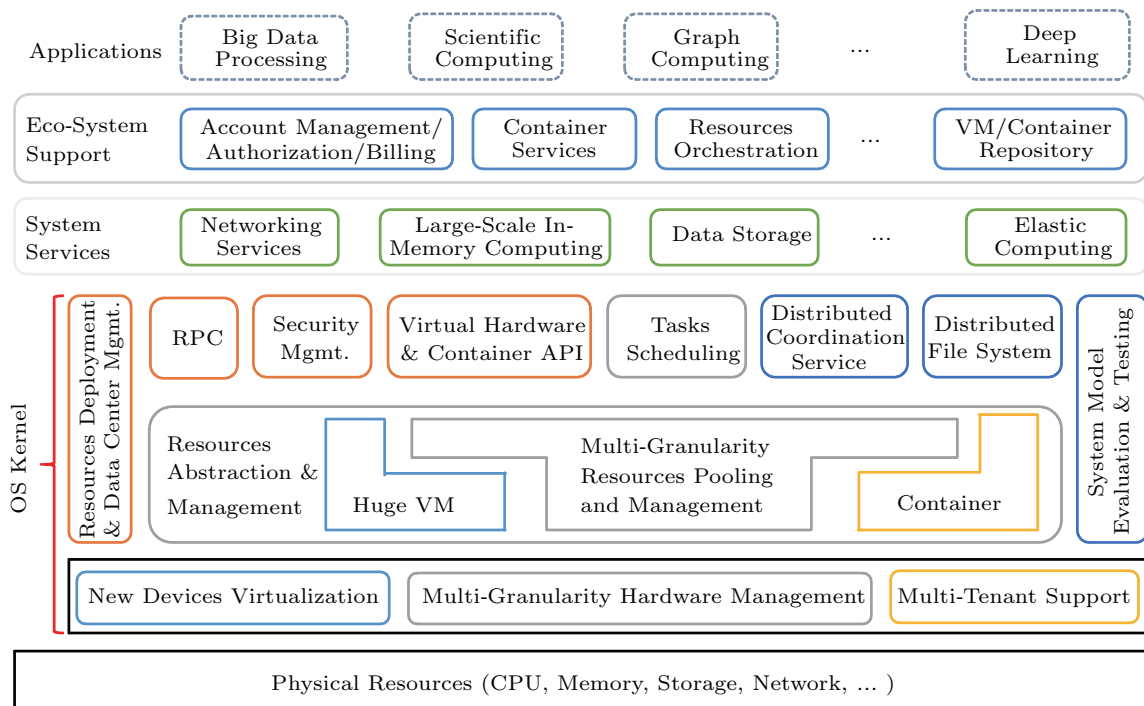 Applications
Big Data
Processing
Scientific
Computing
Graph
Computing
...
Deep
Learning
Eco-System
Support
Account Management/
Authorization/Billing
Container
Services
Resources
Orchestration
...
VM/Container
Repository
System
Services
Networking
Services
Large-Scale In-
Memory Computing
Data Storage
...
Elastic
Computing
OS Kernel
Resources Deployment
& Data Center Mgmt.
RPC
Security
Mgmt.
Virtual Hardware
& Container API
Tasks
Scheduling
Distributed
Coordination
Service
Distributed
File System
System Model
Evaluation & Testing
Resources
Abstraction &
Management
Huge VM
Multi-Granularity
Resources Pooling
and Management
Container
New Devices Virtualization
Multi-Granularity Hardware Management
Multi-Tenant Support
Physical Resources (CPU, Memory, Storage, Network, ... )